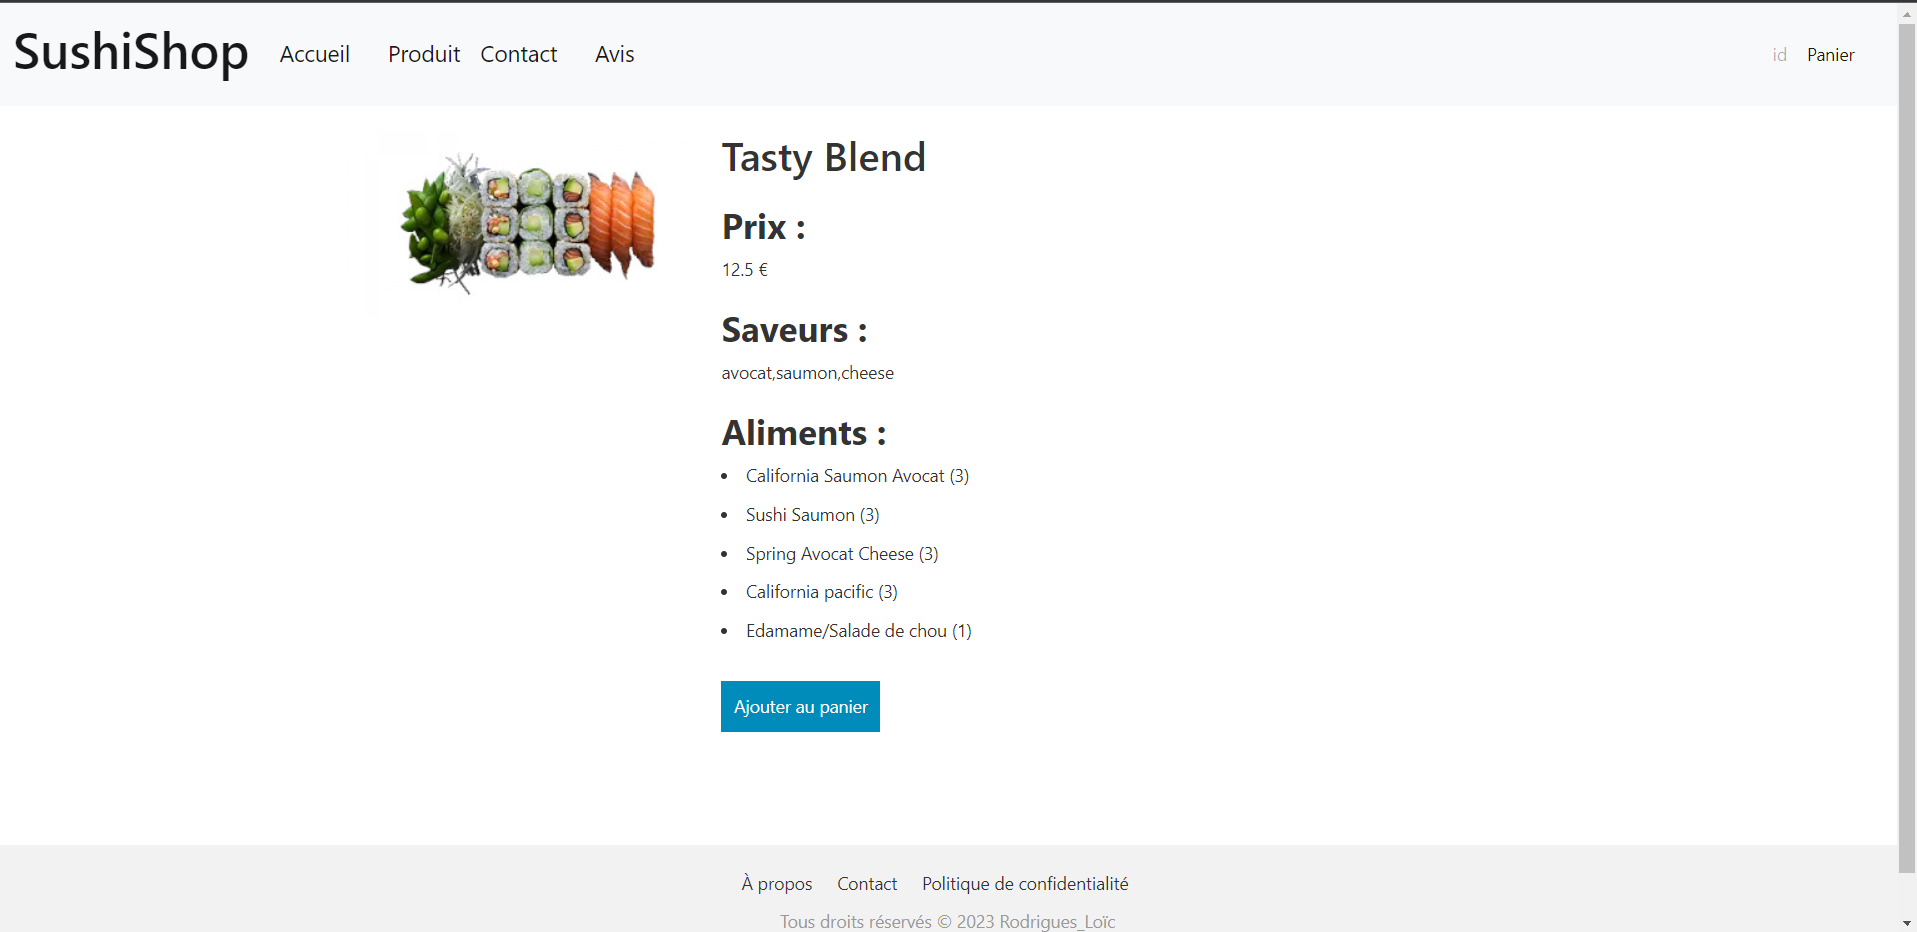 SushiShop Accueil Produit Contact Avis id Panier
Tasty Blend
Prix :
12.5 €
Saveurs :
avocat,saumon,cheese
Aliments :
• California Saumon Avocat (3)
• Sushi Saumon (3)
• Spring Avocat Cheese (3)
• California pacific (3)
• Edamame/Salade de chou (1)
Ajouter au panier
À propos Contact Politique de confidentialité
Tous droits réservés © 2023 Rodrigues_Loïc